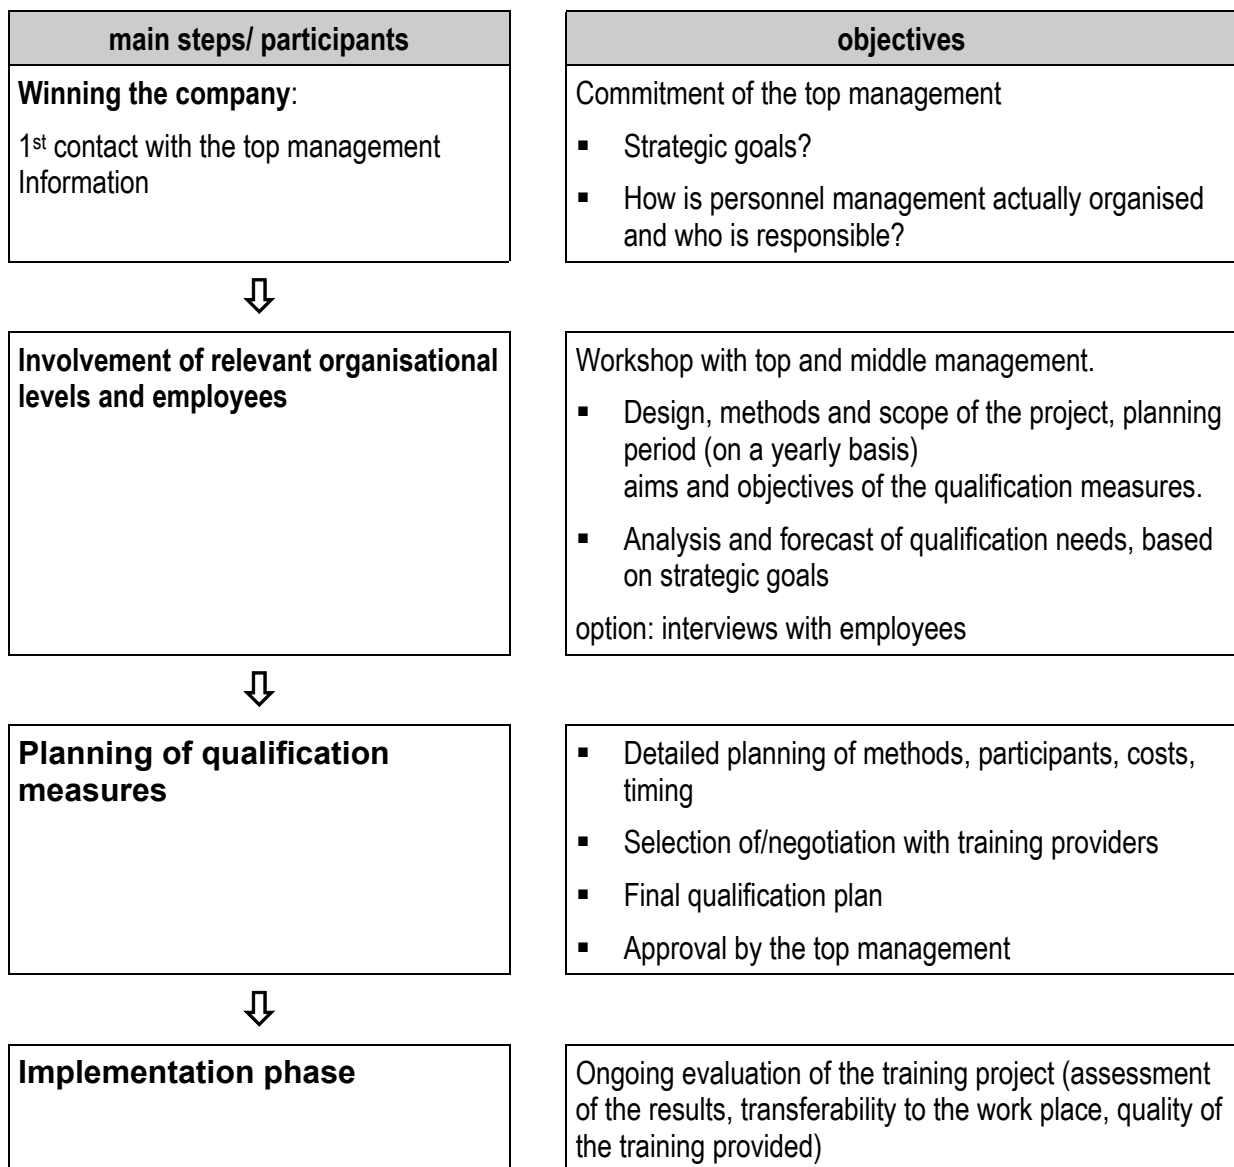 main steps/ participants
objectives
Winning the company:
1st contact with the top management
Information
Commitment of the top management
▪ Strategic goals?
▪ How is personnel management actually organised
and who is responsible?
⇩
Involvement of relevant organisational
levels and employees
Workshop with top and middle management.
▪ Design, methods and scope of the project, planning
period (on a yearly basis)
aims and objectives of the qualification measures.
▪ Analysis and forecast of qualification needs, based
on strategic goals
option: interviews with employees
⇩
Planning of qualification
measures
▪ Detailed planning of methods, participants, costs,
timing
▪ Selection of/negotiation with training providers
▪ Final qualification plan
▪ Approval by the top management
⇩
Implementation phase
Ongoing evaluation of the training project (assessment
of the results, transferability to the work place, quality of
the training provided)